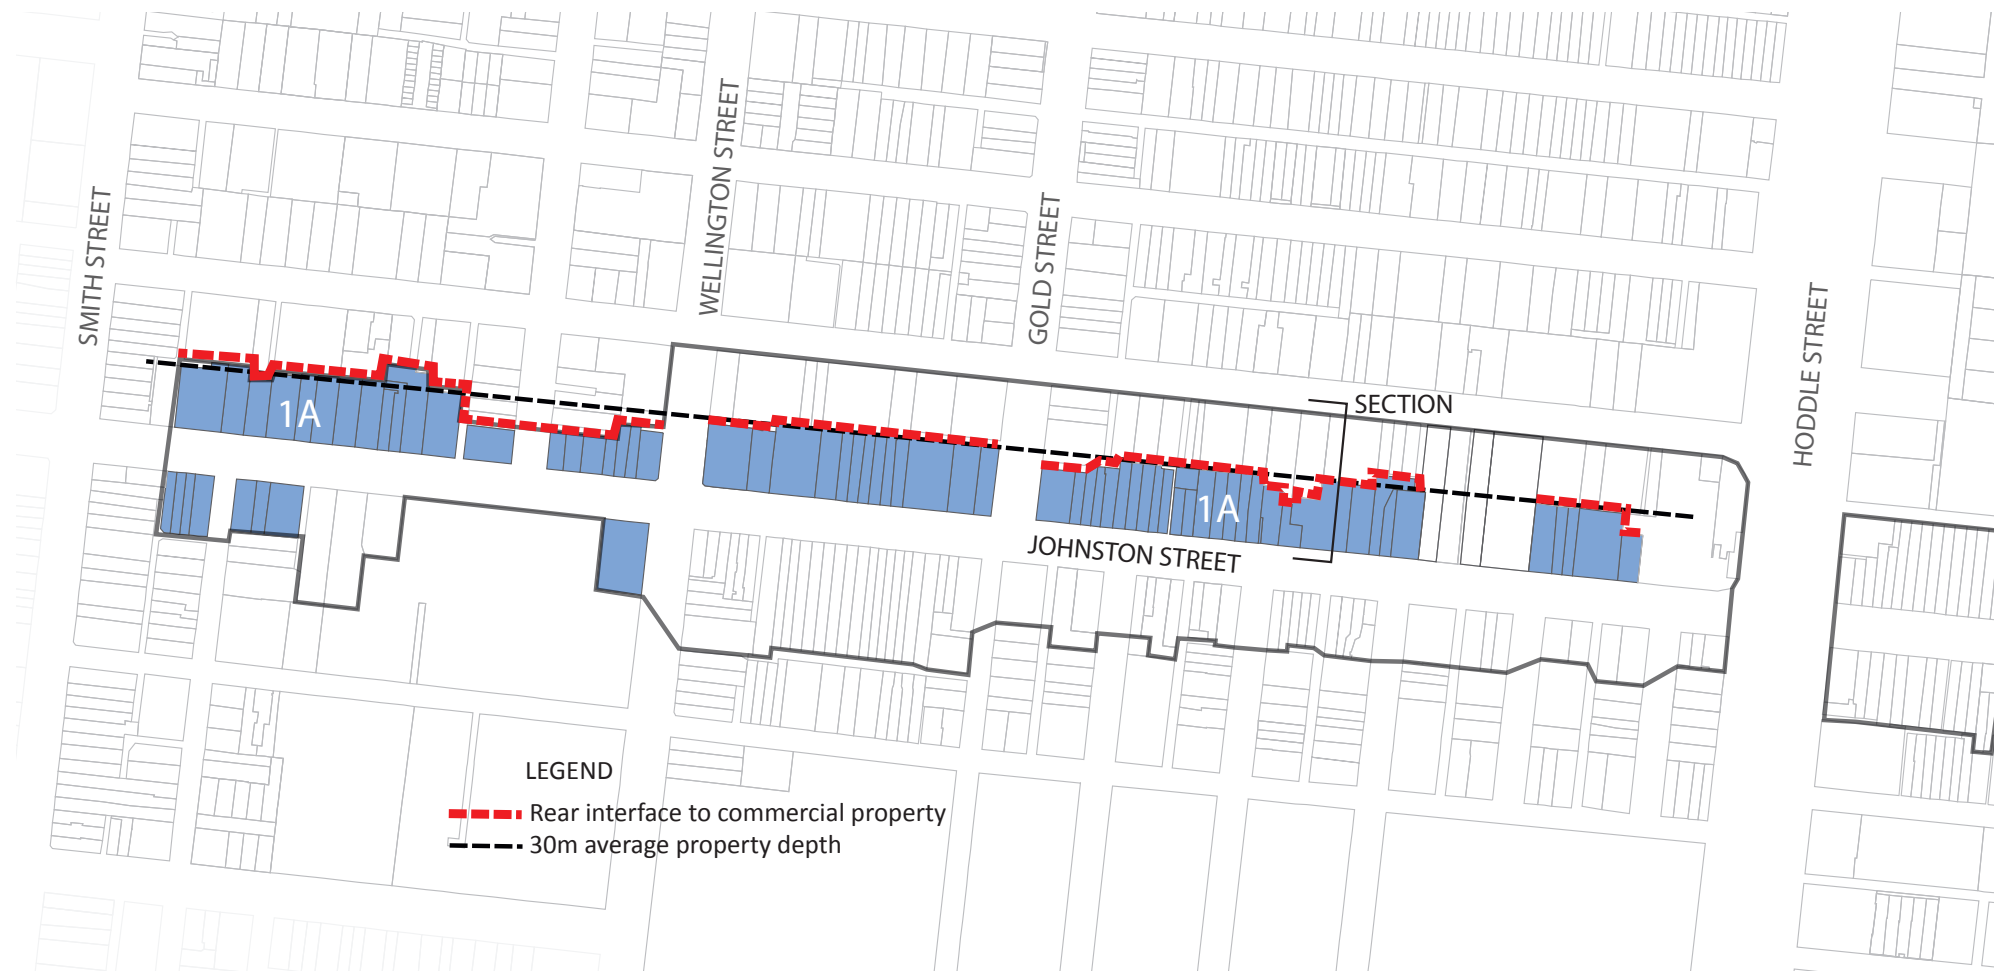 WELLINGTON STREET
SMITH STREET
GOLD STREET
HODDLE STREET
1A
SECTION
1A
JOHNSTON STREET
LEGEND
Rear interface to commercial property
30m average property depth